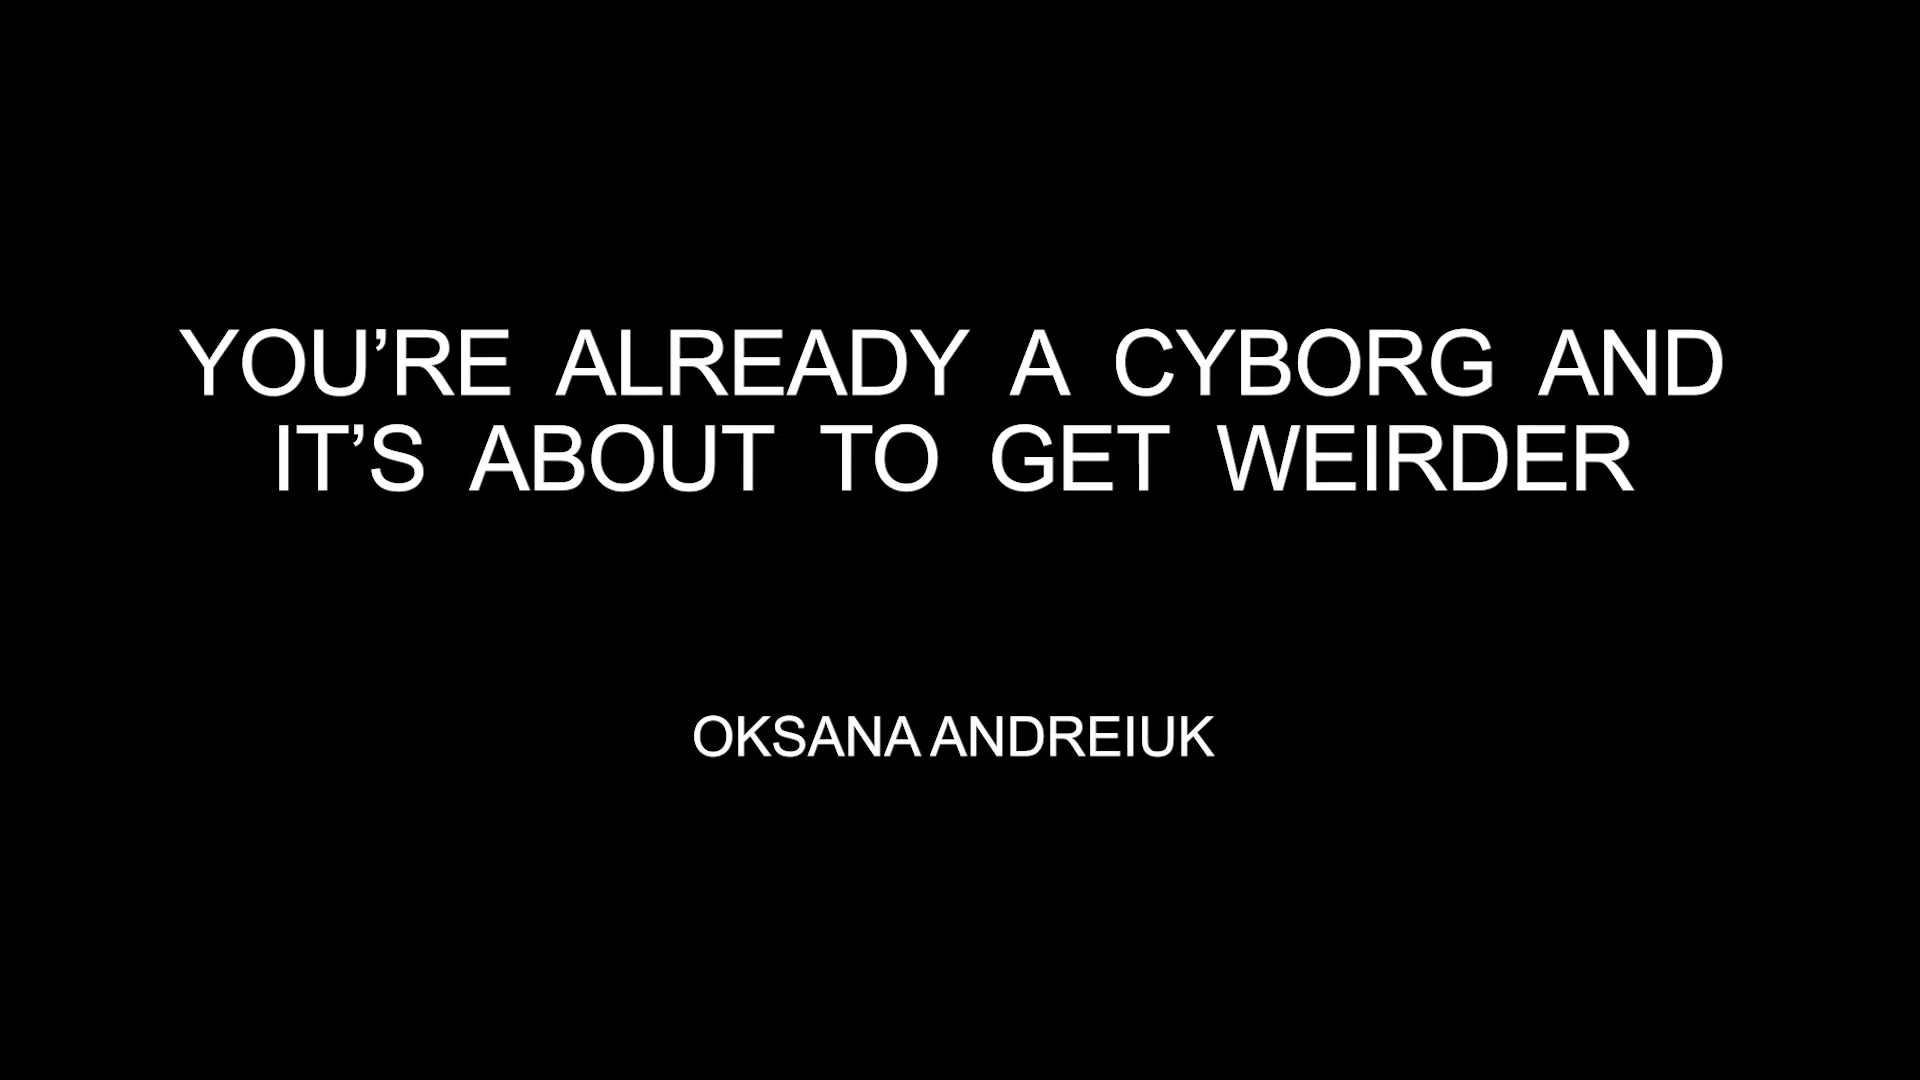 YOU’RE ALREADY A CYBORG AND
IT’S ABOUT TO GET WEIRDER
OKSANA ANDREIUK